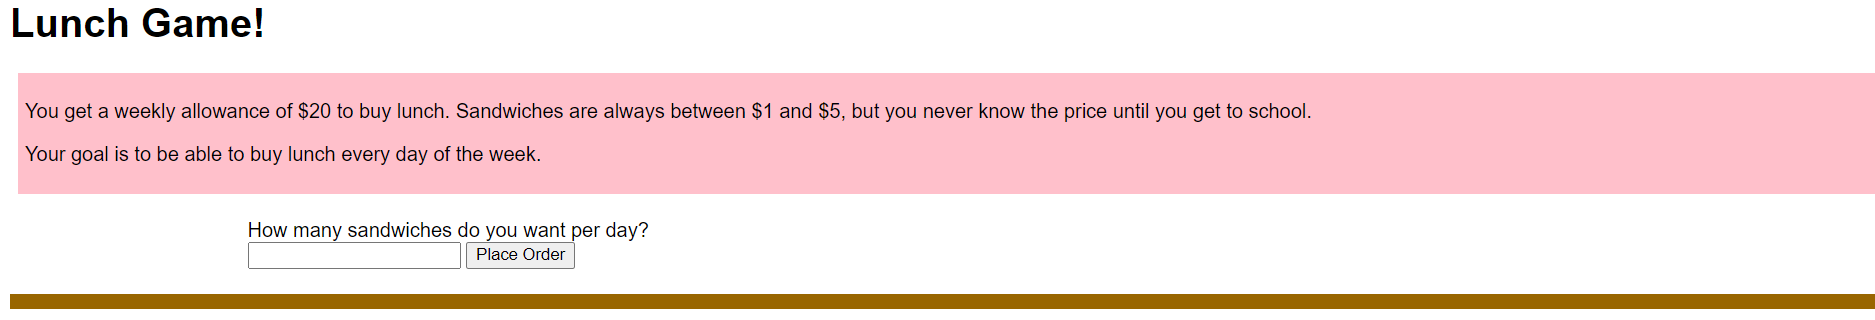 Lunch Game!
You get a weekly allowance of $20 to buy lunch. Sandwiches are always between $1 and $5, but you never know the price until you get to school.
Your goal is to be able to buy lunch every day of the week.
How many sandwiches do you want per day?
Place Order